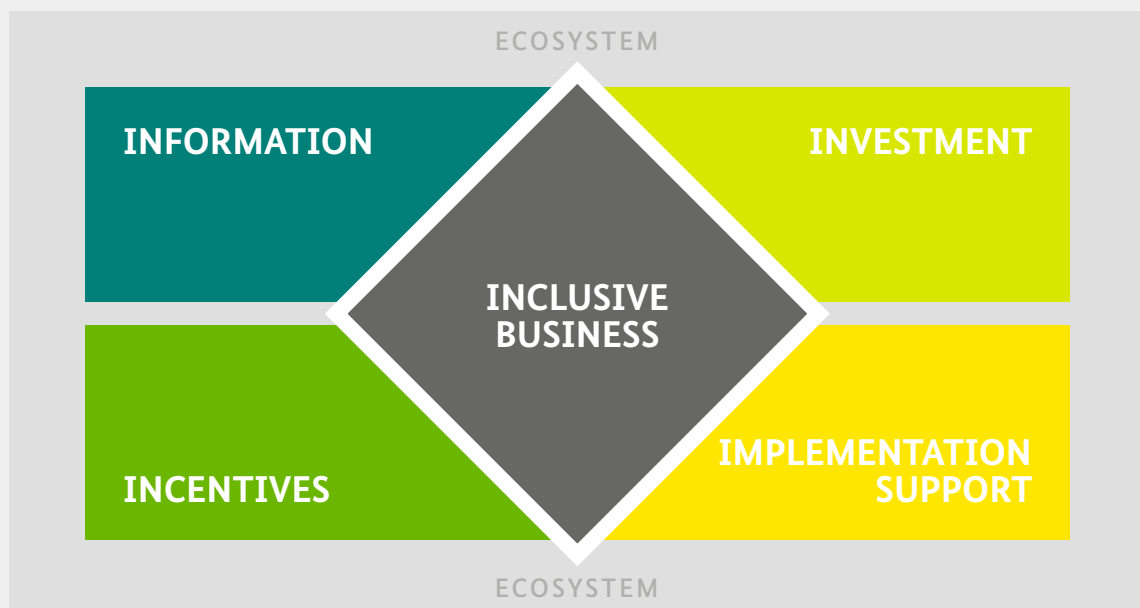 ECOSYSTEM
INFORMATION
INVESTMENT
INCLUSIVE
BUSINESS
INCENTIVES
IMPLEMENTATION
SUPPORT
ECOSYSTEM